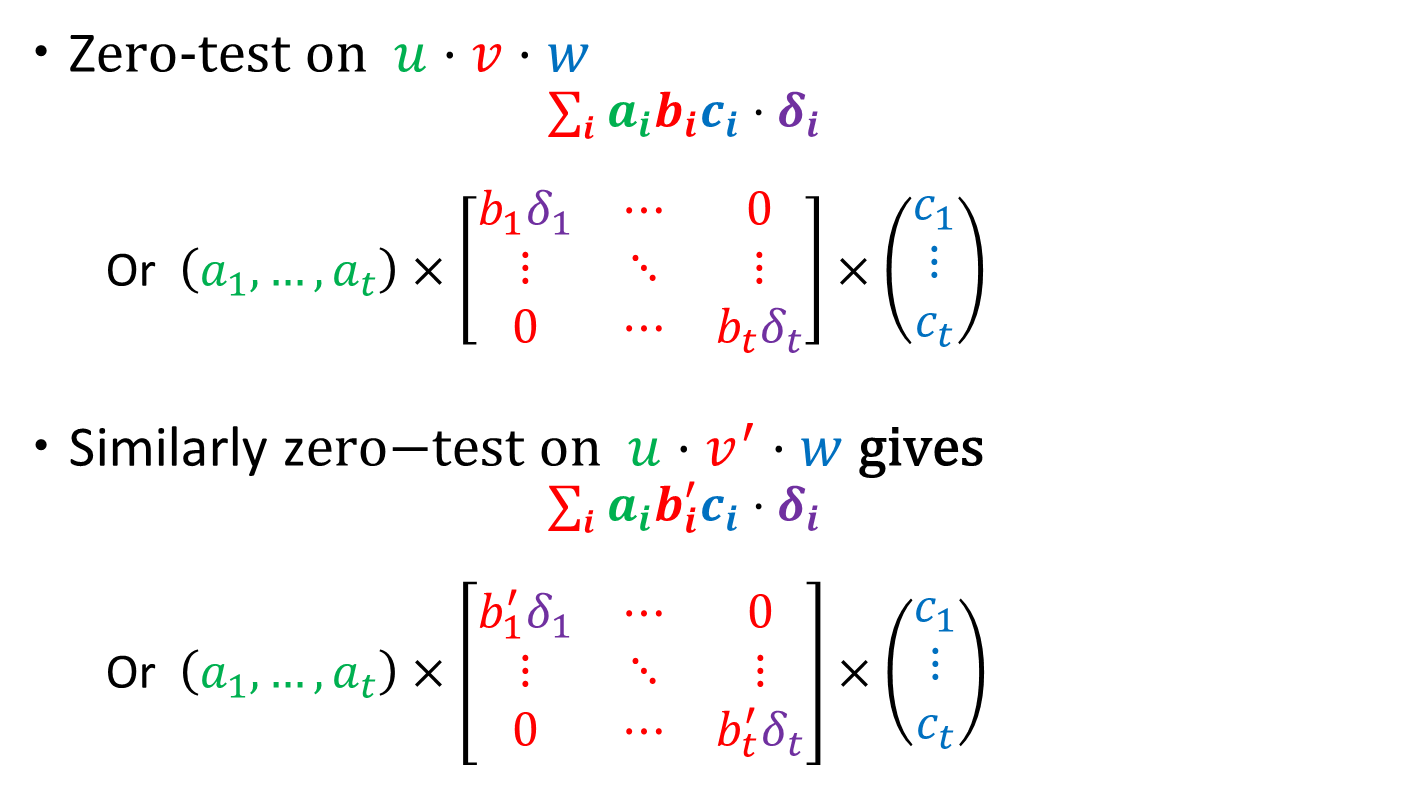 • Zero-test on u · v · w
∑ᵢ aᵢbᵢcᵢ · δᵢ
b₁δ₁ ⋯ 0 c₁
Or (a₁, … , aₜ) × [ ⋮ ⋱ ⋮ ] × ( ⋮ )
0 ⋯ bₜδₜ cₜ
• Similarly zero−test on u · v′ · w gives
∑ᵢ aᵢb′ᵢcᵢ · δᵢ
b′₁δ₁ ⋯ 0 c₁
Or (a₁, … , aₜ) × [ ⋮ ⋱ ⋮ ] × ( ⋮ )
0 ⋯ b′ₜδₜ cₜ